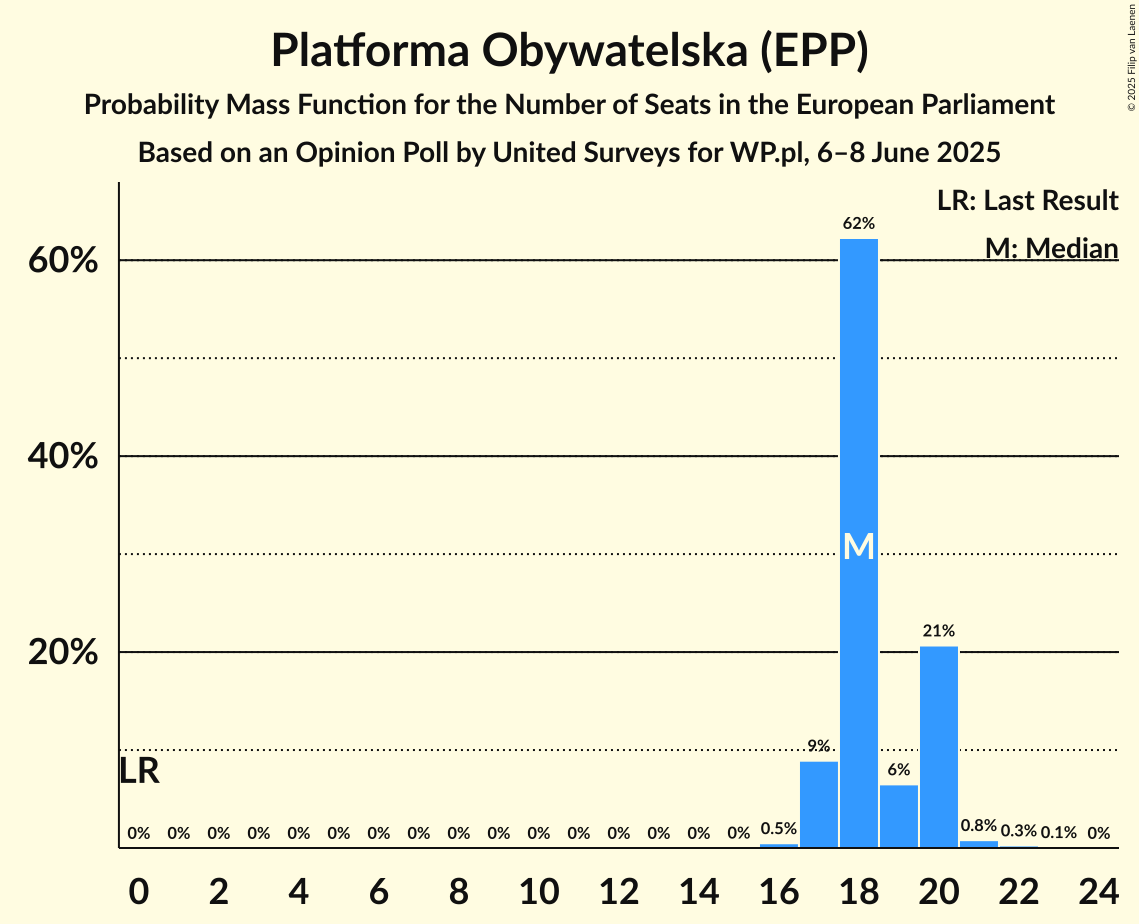 Platforma Obywatelska (EPP)
Probability Mass Function for the Number of Seats in the European Parliament
Based on an Opinion Poll by United Surveys for WP.pl, 6–8 June 2025
© 2025 Filip van Laenen
LR: Last Result
M: Median
60%
40%
20%
62%
M
21%
9%
6%
LR
0% 0% 0% 0% 0% 0% 0% 0% 0% 0% 0% 0% 0% 0% 0% 0% 0.5% 0.8% 0.3% 0.1% 0%
0 2 4 6 8 10 12 14 16 18 20 22 24